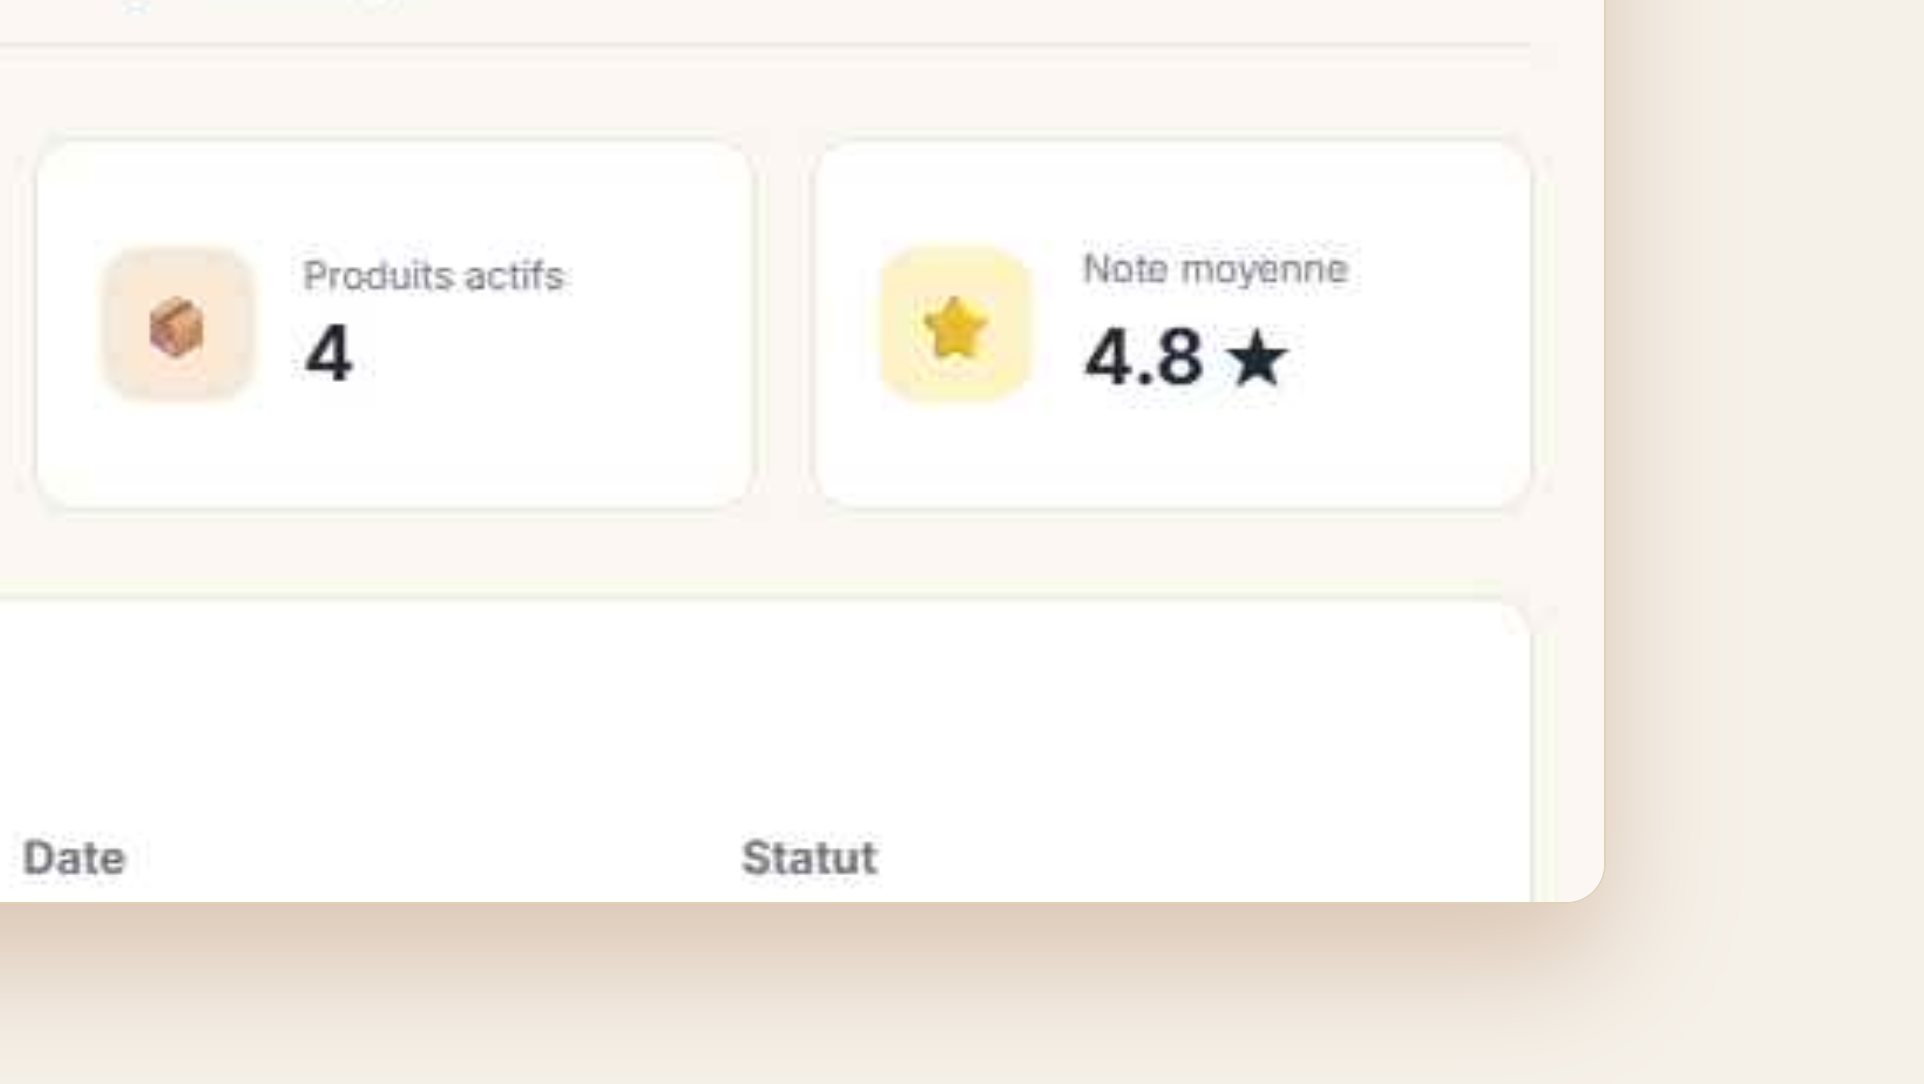 Produits actifs
4
Note moyenne
4.8 ★
Date
Statut